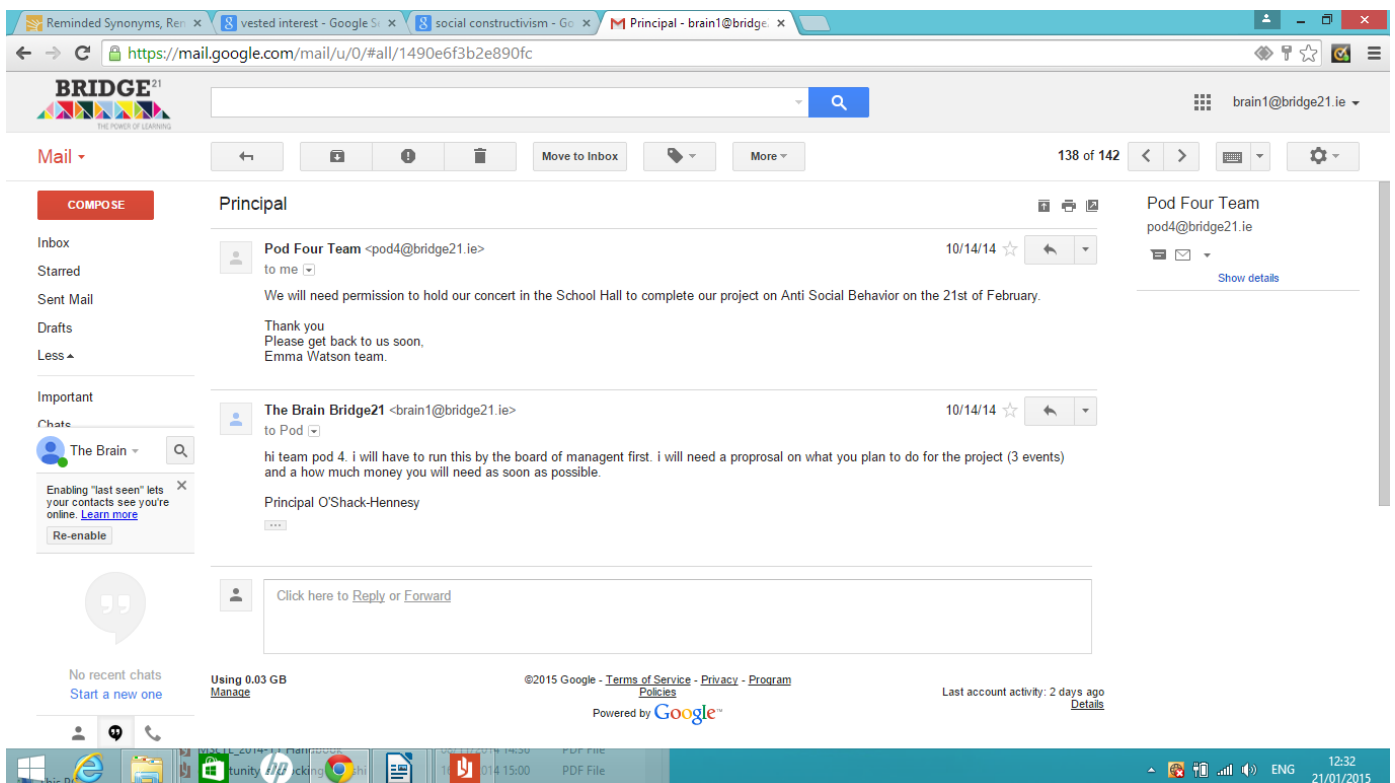 Reminded Synonyms, Ren
vested interest - Google Se
social constructivism - Go
Principal - brain1@bridge.
https://mail.google.com/mail/u/0/#all/1490e6f3b2e890fc
BRIDGE21
THE POWER OF LEARNING
brain1@bridge21.ie
Mail
Move to Inbox
More
138 of 142
COMPOSE
Inbox
Starred
Sent Mail
Drafts
Less
Important
Chats
The Brain
Enabling "last seen" lets
your contacts see you're
online. Learn more
Re-enable
No recent chats
Start a new one
Principal
Pod Four Team <pod4@bridge21.ie>
10/14/14
to me
We will need permission to hold our concert in the School Hall to complete our project on Anti Social Behavior on the 21st of February.
Thank you
Please get back to us soon,
Emma Watson team.
The Brain Bridge21 <brain1@bridge21.ie>
10/14/14
to Pod
hi team pod 4. i will have to run this by the board of managent first. i will need a proprosal on what you plan to do for the project (3 events)
and a how much money you will need as soon as possible.
Principal O'Shack-Hennesy
Click here to Reply or Forward
Using 0.03 GB
Manage
©2015 Google - Terms of Service - Privacy - Program
Policies
Powered by Google™
Last account activity: 2 days ago
Details
Pod Four Team
pod4@bridge21.ie
Show details
PDF File
2014 15:00 PDF File
ENG
12:32
21/01/2015